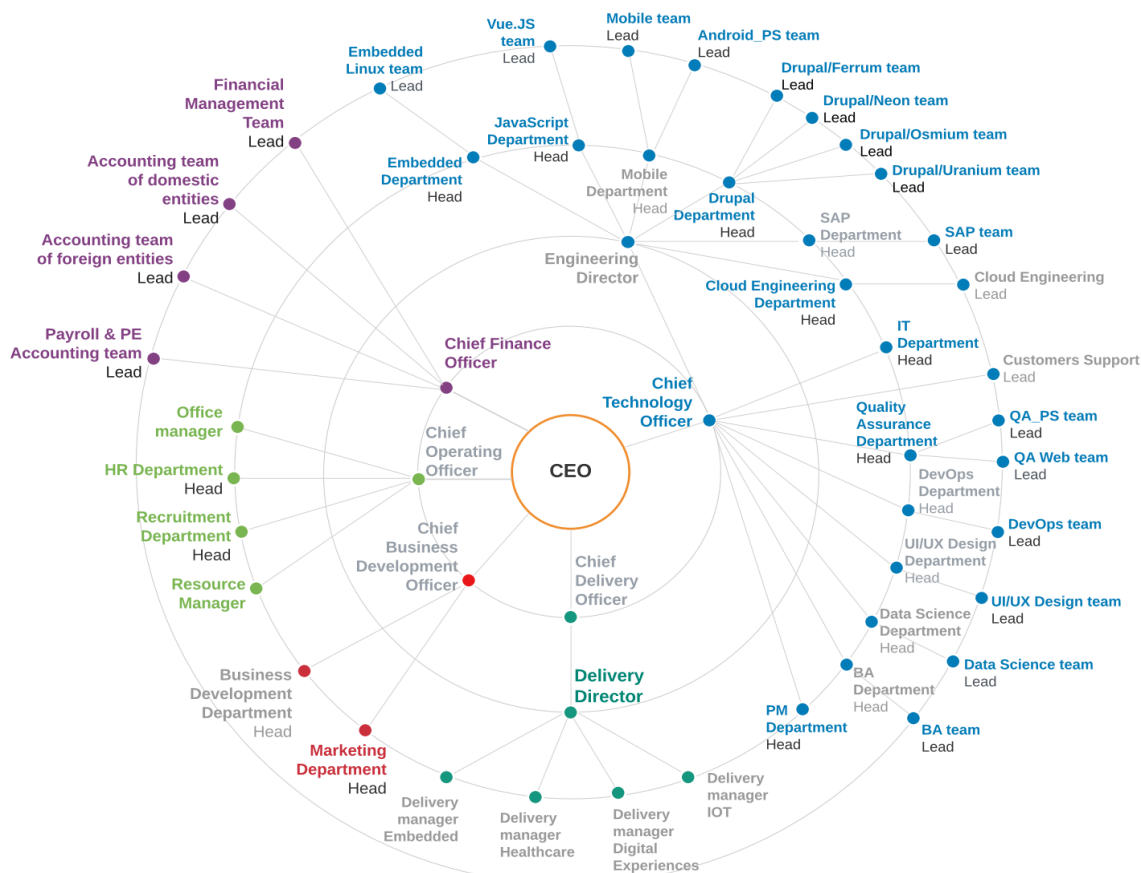 Mobile team
Lead
Vue.JS
team
Lead
Android_PS team
Lead
Embedded
Linux team
Lead
Drupal/Ferrum team
Lead
Financial
Management
Team
Lead
Drupal/Neon team
Lead
JavaScript
Department
Head
Drupal/Osmium team
Lead
Accounting team
of domestic
entities
Lead
Embedded
Department
Head
Mobile
Department
Head
Drupal/Uranium team
Lead
Drupal
Department
Head
SAP
Department
Head
SAP team
Lead
Accounting team
of foreign entities
Lead
Engineering
Director
Cloud Engineering
Department
Head
Cloud Engineering
Lead
Payroll & PE
Accounting team
Lead
Chief Finance
Officer
IT
Department
Head
Customers Support
Lead
Chief
Technology
Officer
Office
manager
Chief
Operating
Officer
Quality
Assurance
Department
Head
QA_PS team
Lead
CEO
HR Department
Head
QA Web team
Lead
DevOps
Department
Head
Recruitment
Department
Head
Chief
Business
Development
Officer
DevOps team
Lead
UI/UX Design
Department
Head
Chief
Delivery
Officer
Resource
Manager
UI/UX Design team
Lead
Data Science
Department
Head
Data Science team
Lead
Business
Development
Department
Head
Delivery
Director
BA
Department
Head
PM
Department
Head
BA team
Lead
Marketing
Department
Head
Delivery
manager
Embedded
Delivery
manager
Healthcare
Delivery
manager
Digital
Experiences
Delivery
manager
IOT